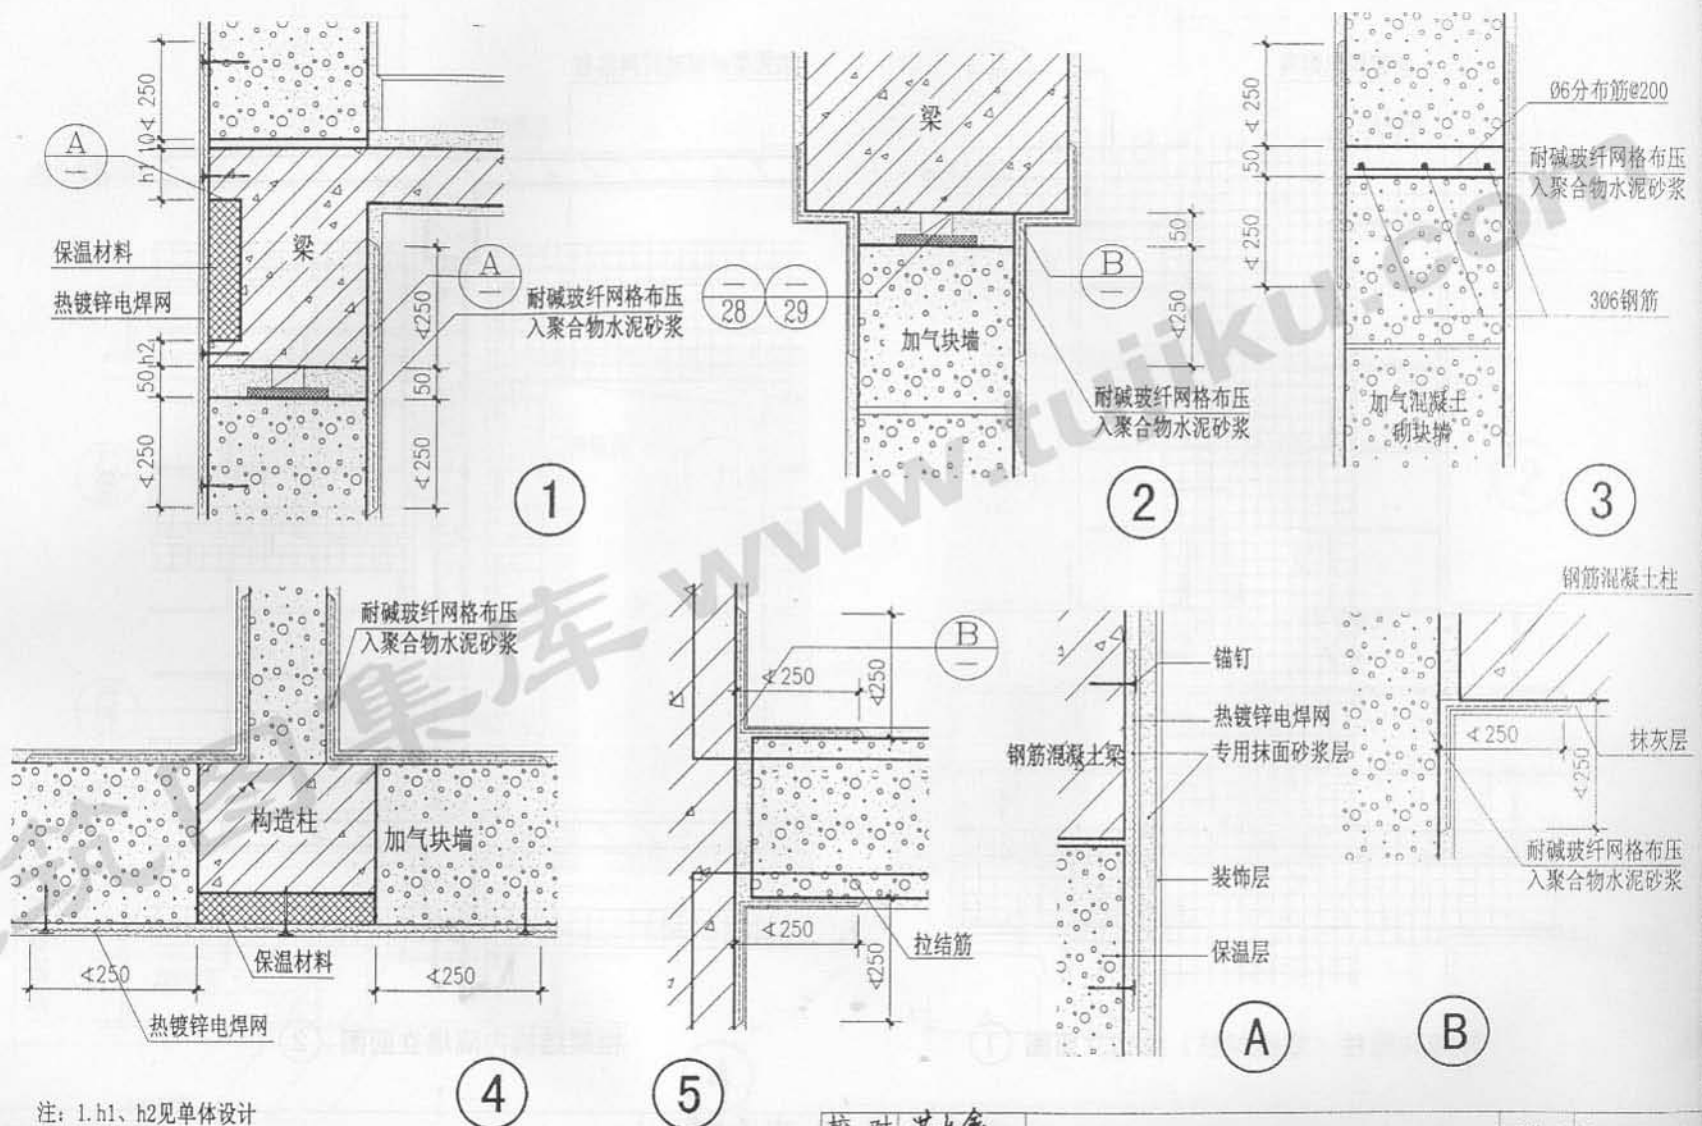 ≮250
10
h1
A
—
保温材料
热镀锌电焊网
梁
A
—
耐碱玻纤网格布压
入聚合物水泥砂浆
h2
50
≮250
≮250
50
≮250
1
梁
50
≮250
—
28
—
29
B
—
加气块墙
耐碱玻纤网格布压
入聚合物水泥砂浆
2
≮250
50
≮250
Ø6分布筋@200
耐碱玻纤网格布压
入聚合物水泥砂浆
3Ø6钢筋
加气混凝土
砌块墙
3
耐碱玻纤网格布压
入聚合物水泥砂浆
构造柱
加气块墙
保温材料
≮250
≮250
热镀锌电焊网
4
B
—
≮250
≮250
≮250
≮250
拉结筋
5
锚钉
热镀锌电焊网
钢筋混凝土梁
专用抹面砂浆层
装饰层
保温层
A
钢筋混凝土柱
≮250
≮250
抹灰层
耐碱玻纤网格布压
入聚合物水泥砂浆
B
注: 1.h1、h2见单体设计
校 对
筑图集库 www.tujiku.com